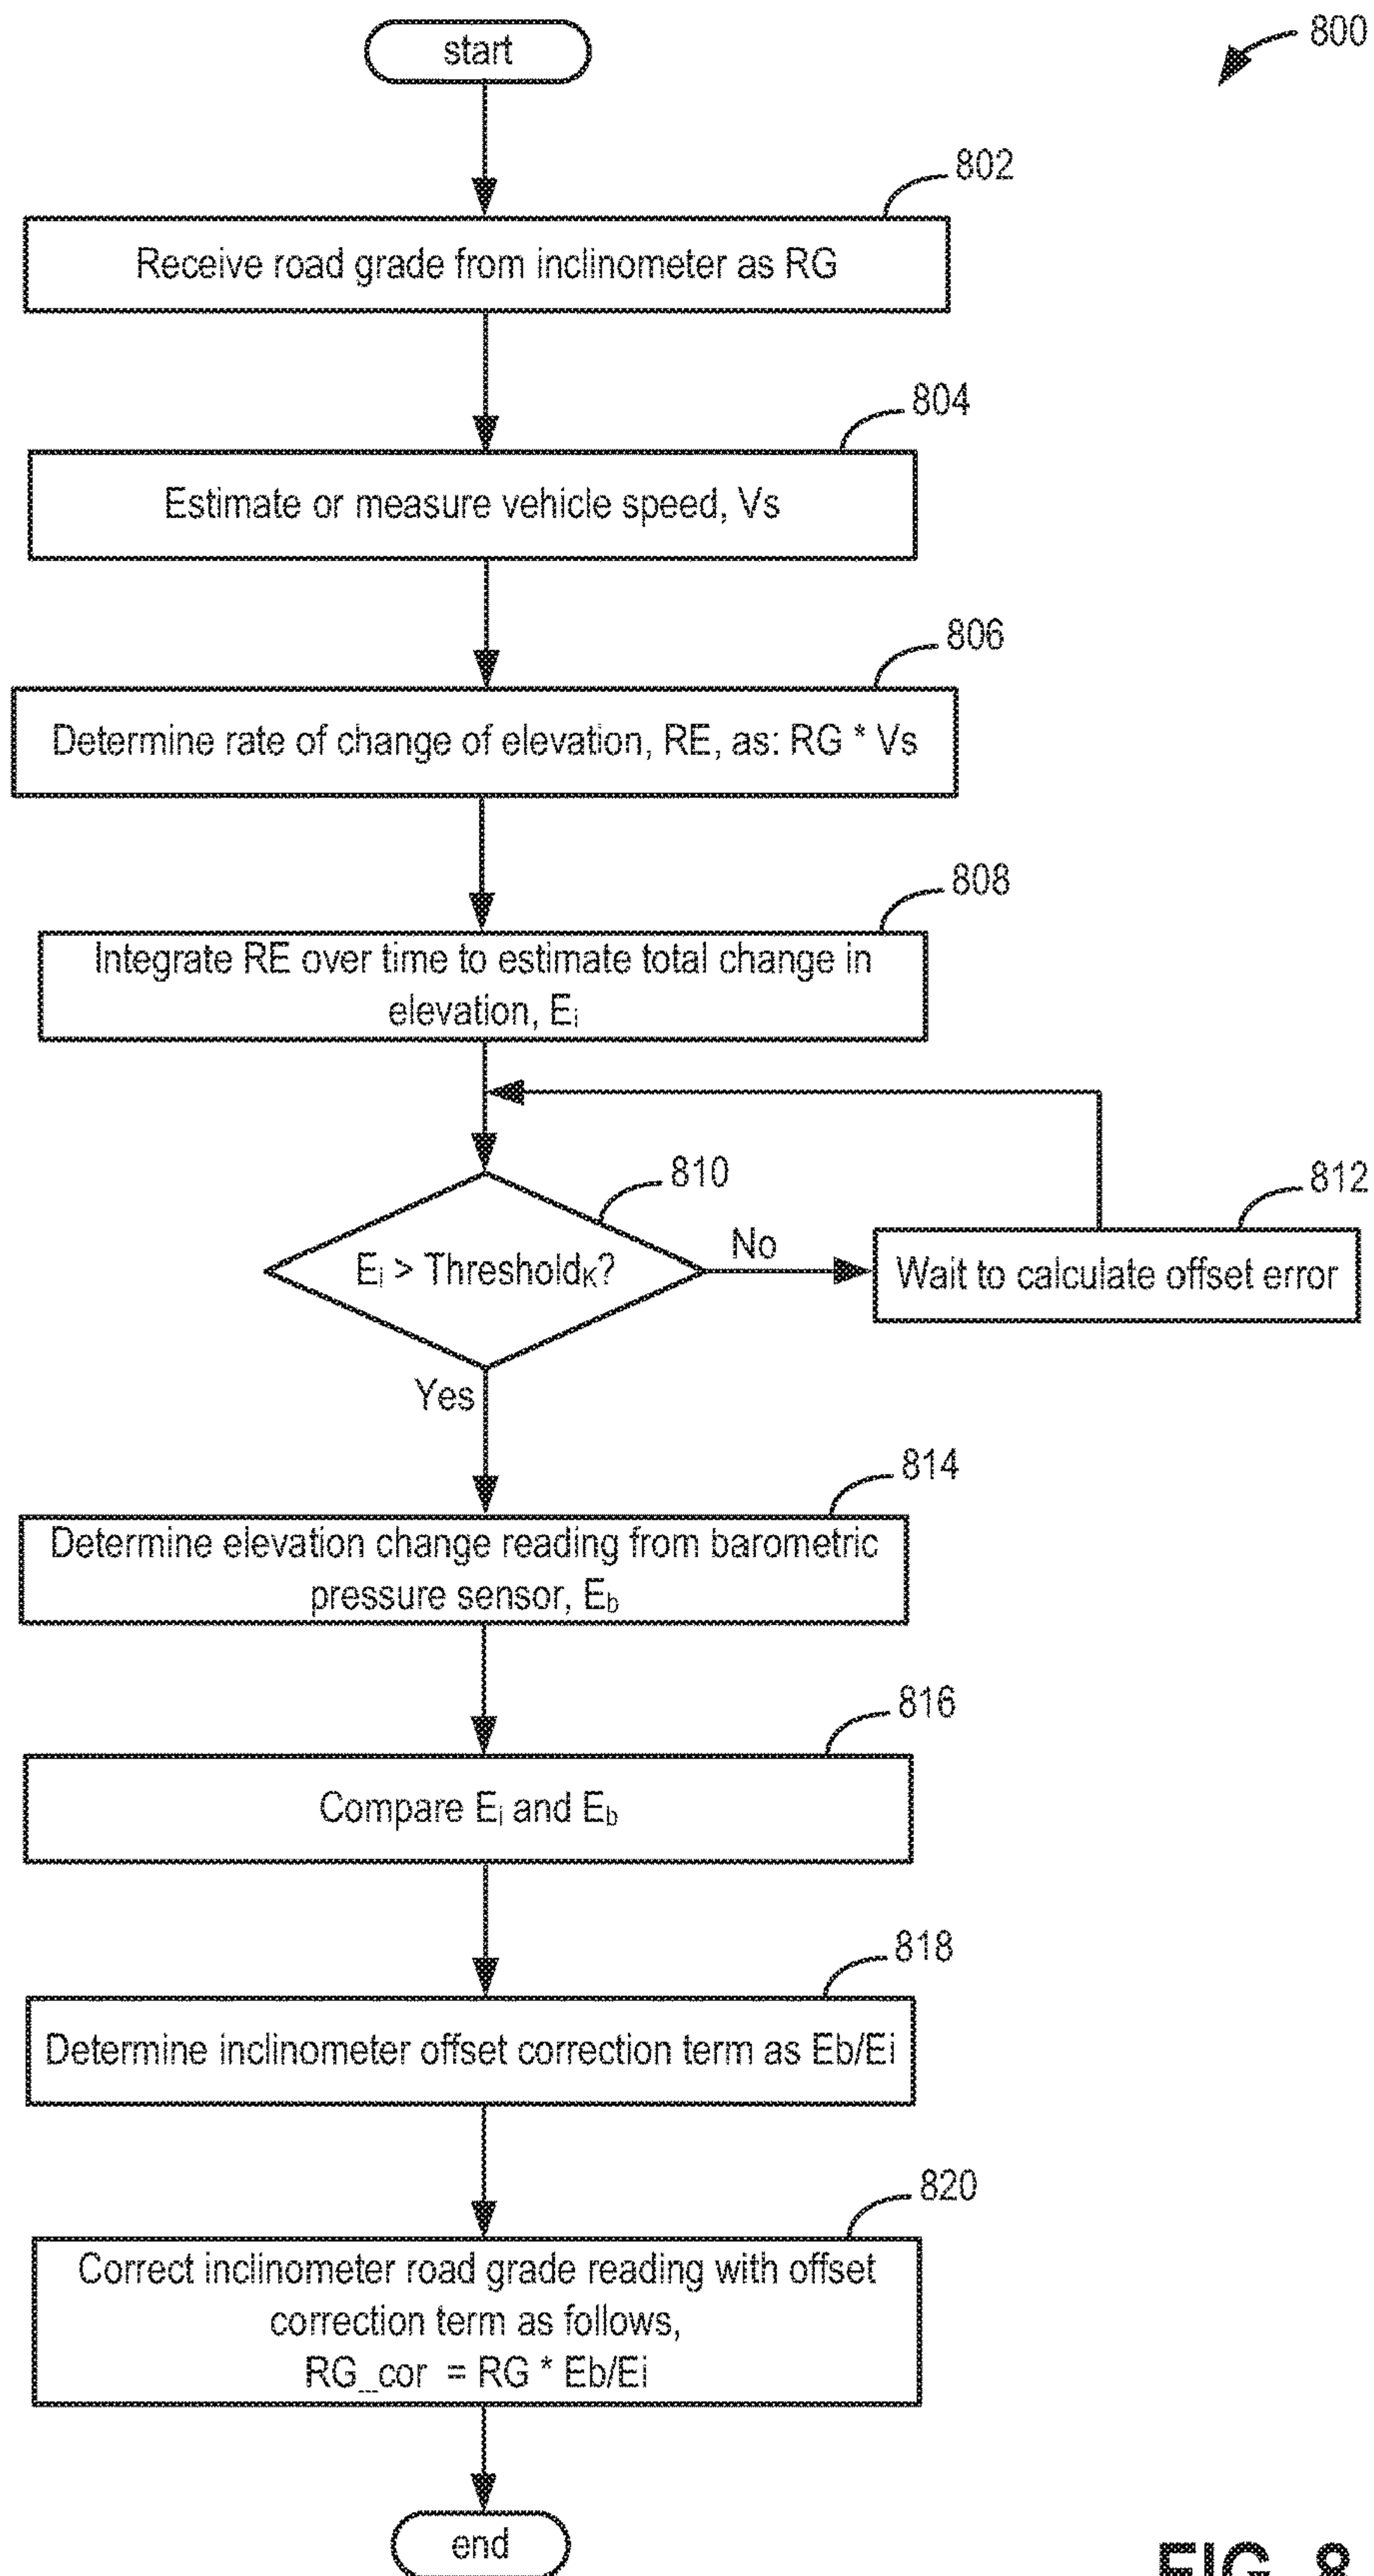 start
800
802
Receive road grade from inclinometer as RG
804
Estimate or measure vehicle speed, Vs
806
Determine rate of change of elevation, RE, as: RG * Vs
808
Integrate RE over time to estimate total change in
elevation, Ei
810
Ei > ThresholdK?
No
812
Wait to calculate offset error
Yes
814
Determine elevation change reading from barometric
pressure sensor, Eb
816
Compare Ei and Eb
818
Determine inclinometer offset correction term as Eb/Ei
820
Correct inclinometer road grade reading with offset
correction term as follows,
RG_cor = RG * Eb/Ei
end
FIG. 8